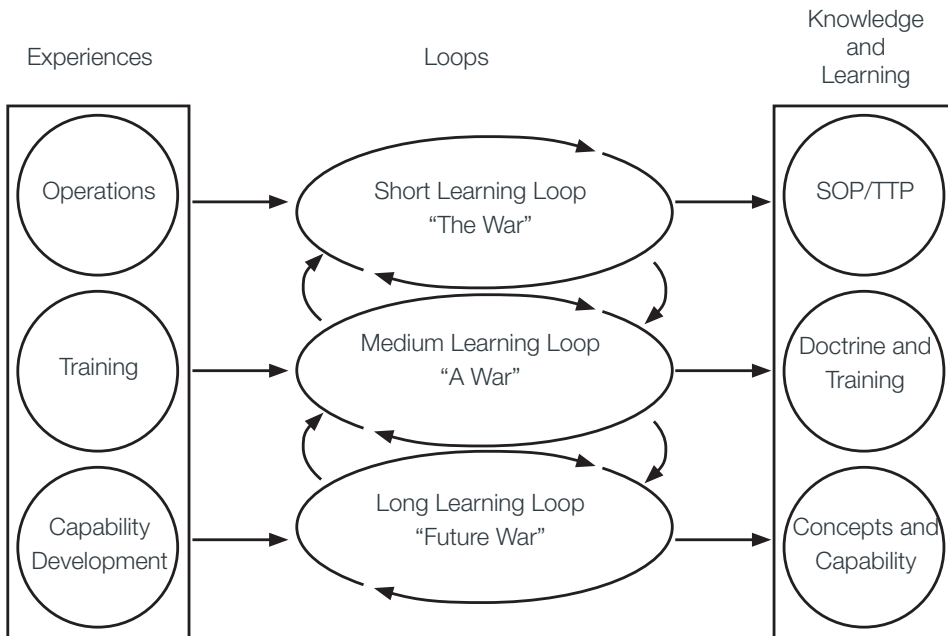 Experiences
Loops
Knowledge
and
Learning
Operations
Short Learning Loop
“The War”
SOP/TTP
Training
Medium Learning Loop
“A War”
Doctrine and
Training
Capability
Development
Long Learning Loop
“Future War”
Concepts and
Capability